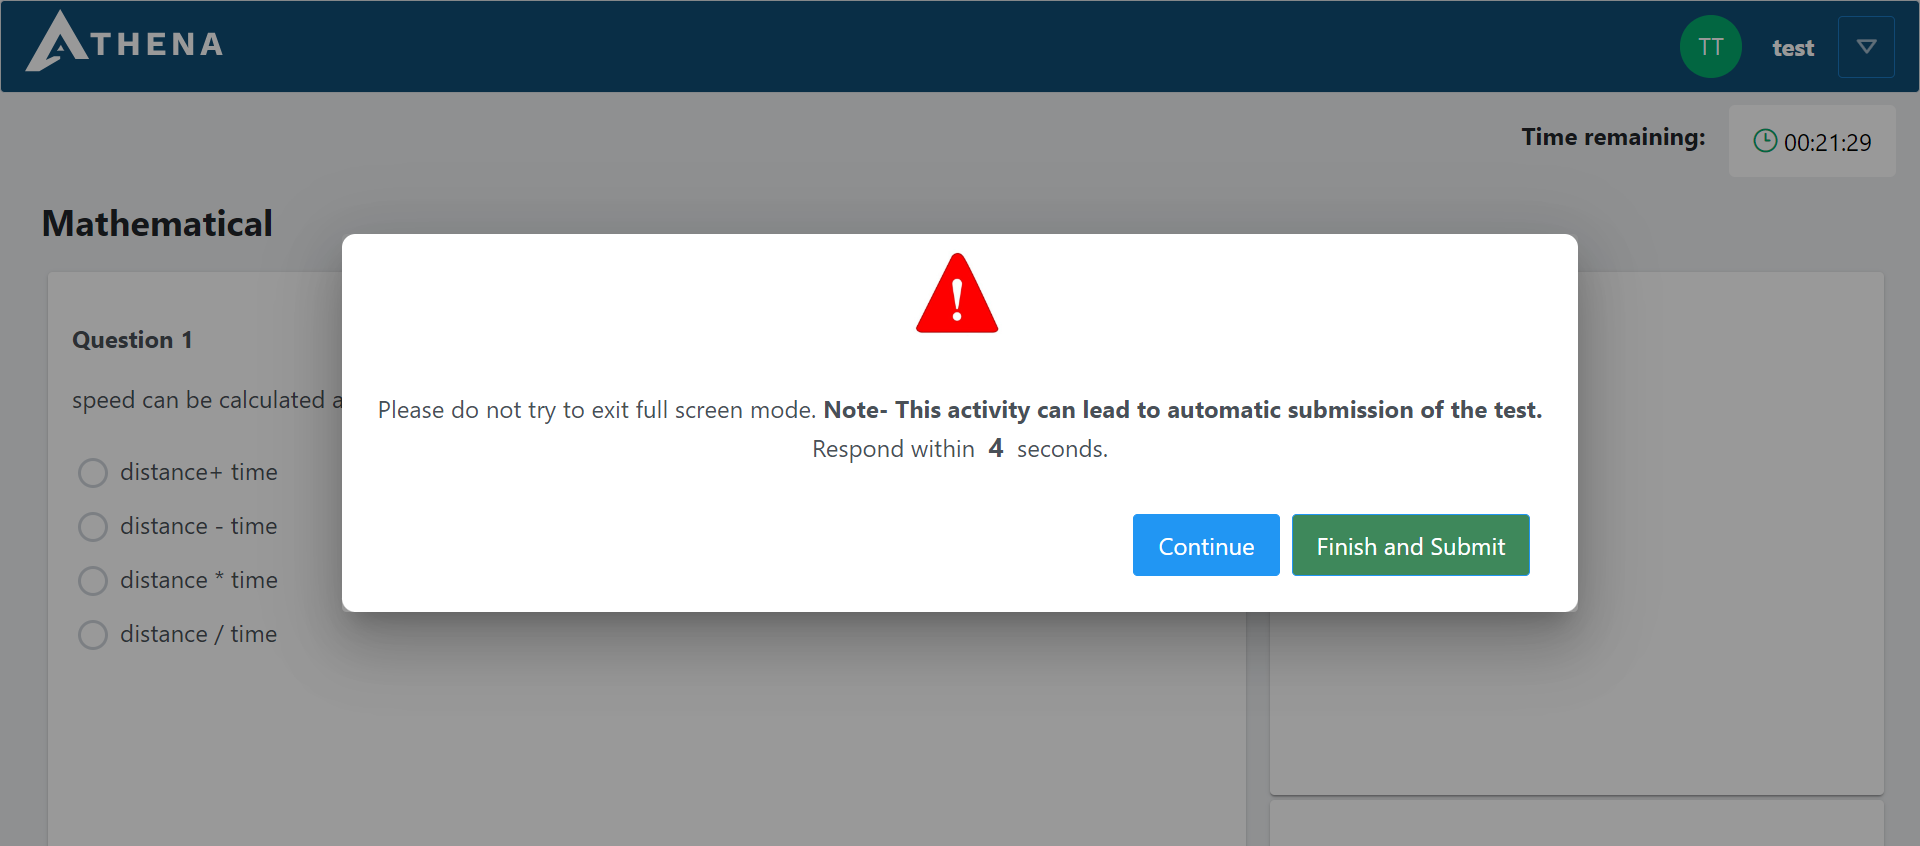 ATHENA
TT
test
Time remaining:
00:21:29
Mathematical
Question 1
speed can be calculated a
Please do not try to exit full screen mode. Note- This activity can lead to automatic submission of the test.
Respond within 4 seconds.
distance+ time
distance - time
distance * time
distance / time
Continue
Finish and Submit